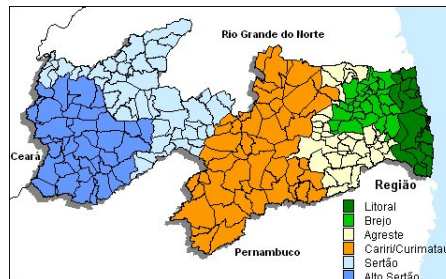 Rio Grande do Norte
Ceará
Pernambuco
Região
Litoral
Brejo
Agreste
Cariri/Curimatau
Sertão
Alto Sertão